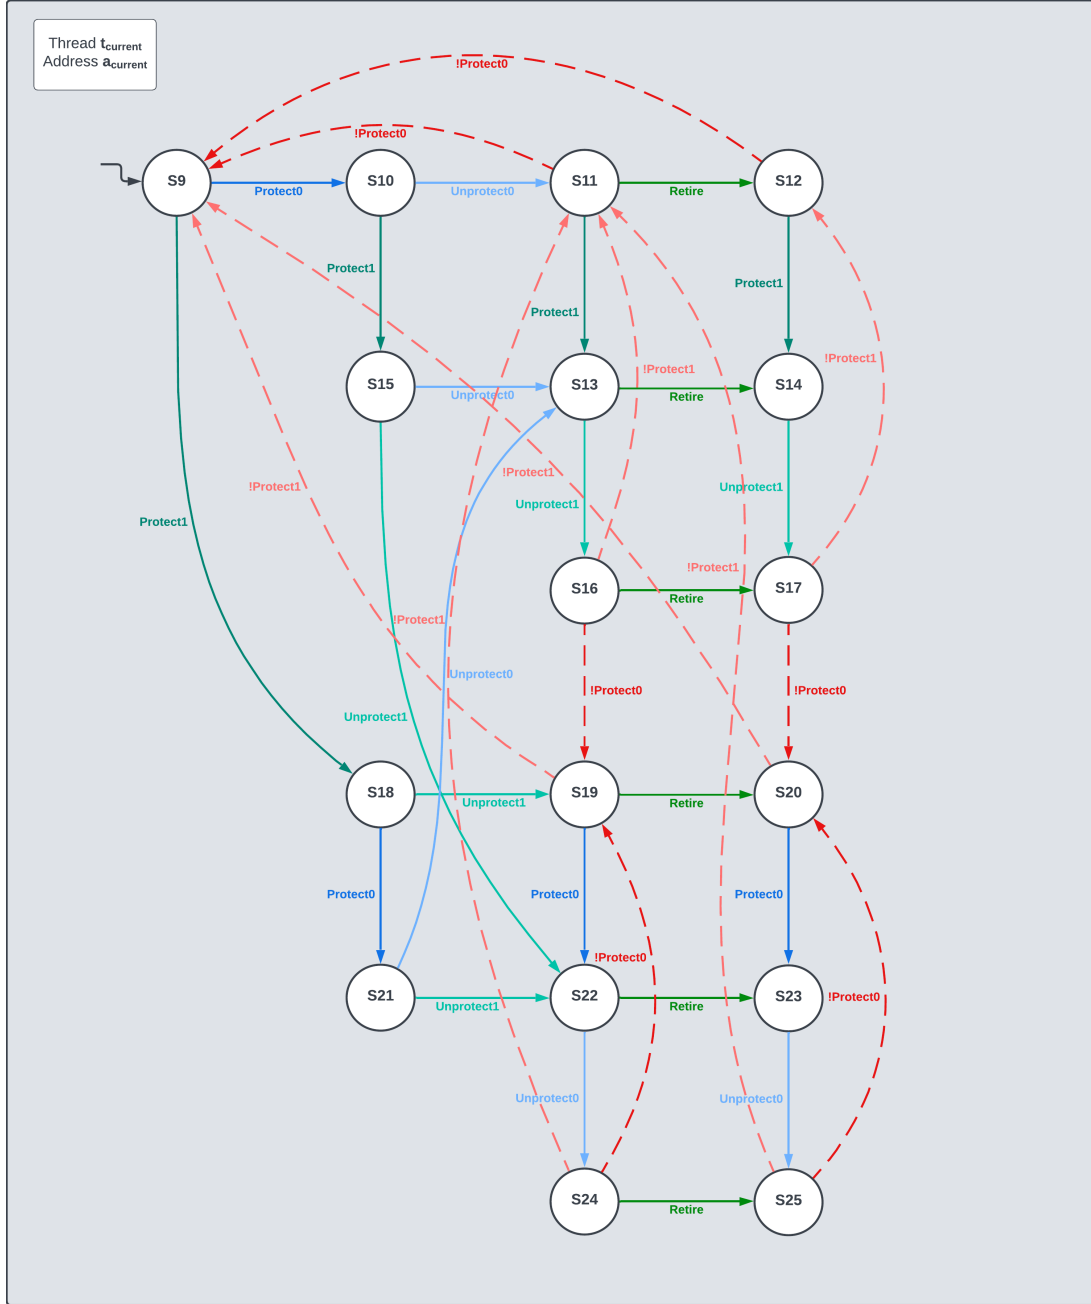 Thread t_current
Address a_current
!Protect0
!Protect0
S9
S10
S11
S12
Protect0
Unprotect0
Retire
Protect1
Protect1
Protect1
!Protect1
!Protect1
S15
S13
S14
Unprotect0
Retire
!Protect1
!Protect1
Unprotect1
Unprotect1
Protect1
!Protect1
S16
S17
Retire
!Protect1
Unprotect0
!Protect0
!Protect0
Unprotect1
S18
S19
S20
Unprotect1
Retire
Protect0
Protect0
Protect0
!Protect0
S21
S22
S23
!Protect0
Unprotect1
Retire
Unprotect0
Unprotect0
S24
S25
Retire